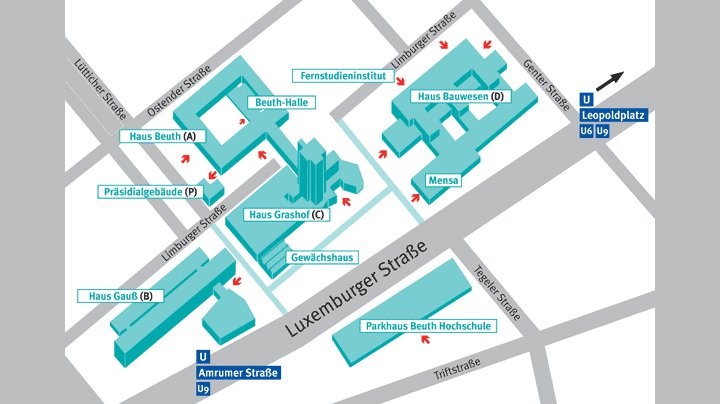 Limburger Straße
Lütticher Straße
Ostender Straße
Genter Straße
Fernstudieninstitut
Beuth-Halle
Haus Bauwesen (D)
U
Leopoldplatz
U6 U9
Haus Beuth (A)
Mensa
Präsidialgebäude (P)
Haus Grashof (C)
Limburger Straße
Gewächshaus
Luxemburger Straße
Haus Gauß (B)
Tegeler Straße
Parkhaus Beuth Hochschule
U
Amrumer Straße
U9
Triftstraße